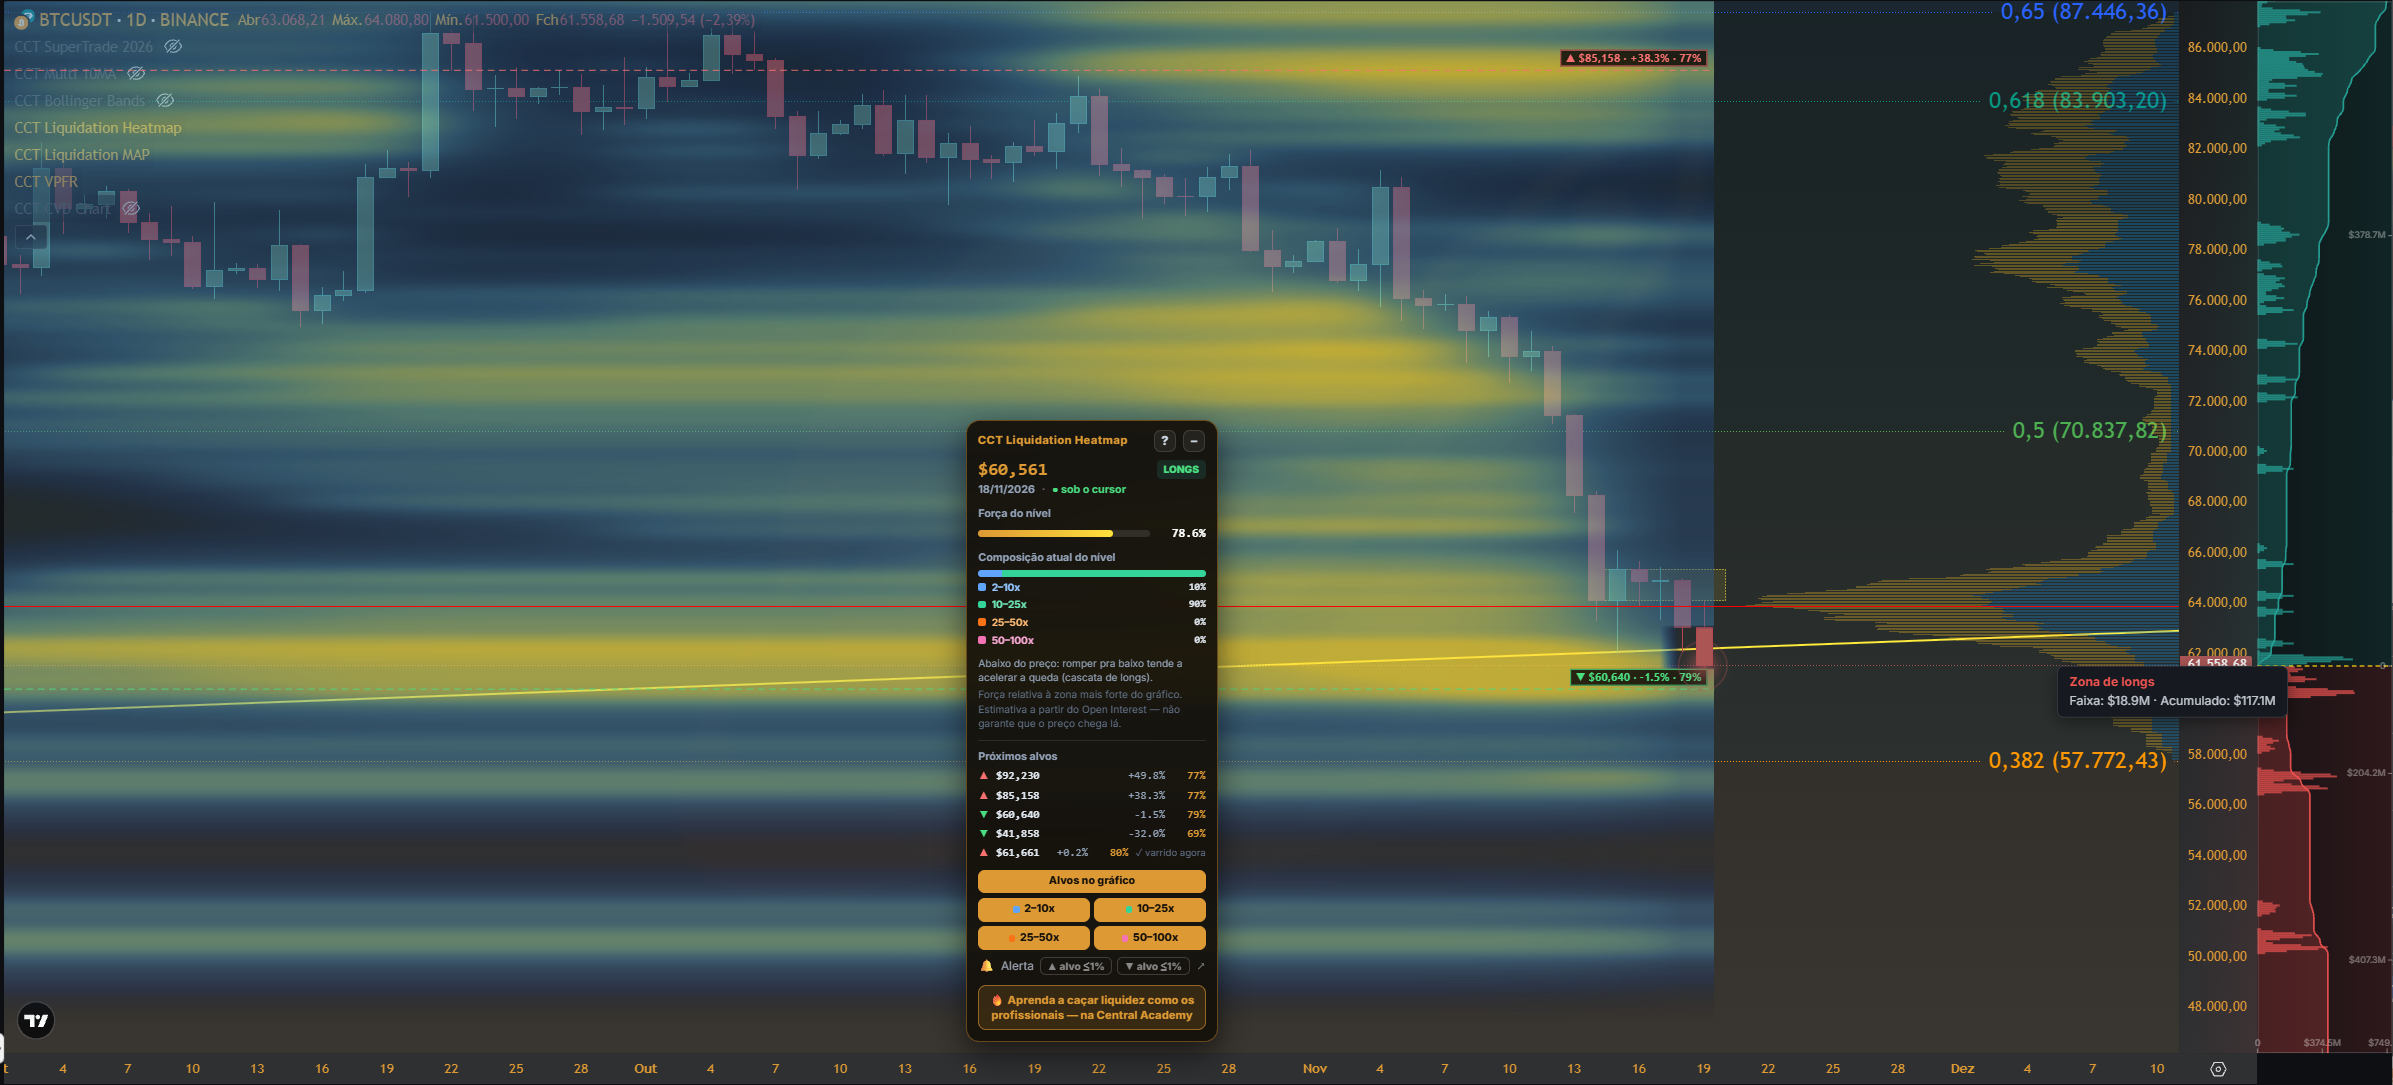 BTCUSDT · 1D · BINANCE Abr63.068,21 Máx.64.080,80 Mín.61.500,00 Fch61.558,68 −1.509,54 (−2,39%)
CCT SuperTrade 2026
CCT Multi 10MA
CCT Bollinger Bands
CCT Liquidation Heatmap
CCT Liquidation MAP
CCT VPFR
CCT CVD Chart
▲ $85,158 · +38.3% · 77%
▼ $60,640 · -1.5% · 79%
0,65 (87.446,36)
0,618 (83.903,20)
0,5 (70.837,82)
0,382 (57.772,43)
CCT Liquidation Heatmap ? −
$60,561 LONGS
18/11/2026 · • sob o cursor
Força do nível
78.6%
Composição atual do nível
2–10x 10%
10–25x 90%
25–50x 0%
50–100x 0%
Abaixo do preço: romper pra baixo tende a
acelerar a queda (cascata de longs).
Força relativa à zona mais forte do gráfico.
Estimativa a partir do Open Interest — não
garante que o preço chega lá.
Próximos alvos
▲ $92,230 +49.8% 77%
▲ $85,158 +38.3% 77%
▼ $60,640 -1.5% 79%
▼ $41,858 -32.0% 69%
▲ $61,661 +0.2% 80% ✓ varrido agora
Alvos no gráfico
2–10x 10–25x
25–50x 50–100x
Alerta ▲ alvo ≤1% ▼ alvo ≤1% ↗
Aprenda a caçar liquidez como os
profissionais — na Central Academy
Zona de longs
Faixa: $18.9M · Acumulado: $117.1M
86.000,00
84.000,00
82.000,00
80.000,00
78.000,00
76.000,00
74.000,00
72.000,00
70.000,00
68.000,00
66.000,00
64.000,00
62.000,00
61.558,68
58.000,00
56.000,00
54.000,00
52.000,00
50.000,00
48.000,00
$378.7M
0
$204.2M
$407.3M
0 $374.5M $749.
4 7 10 13 16 19 22 25 28 Out 4 7 10 13 16 19 22 25 28 Nov 4 7 10 13 16 19 22 25 28 Dez 4 7 10